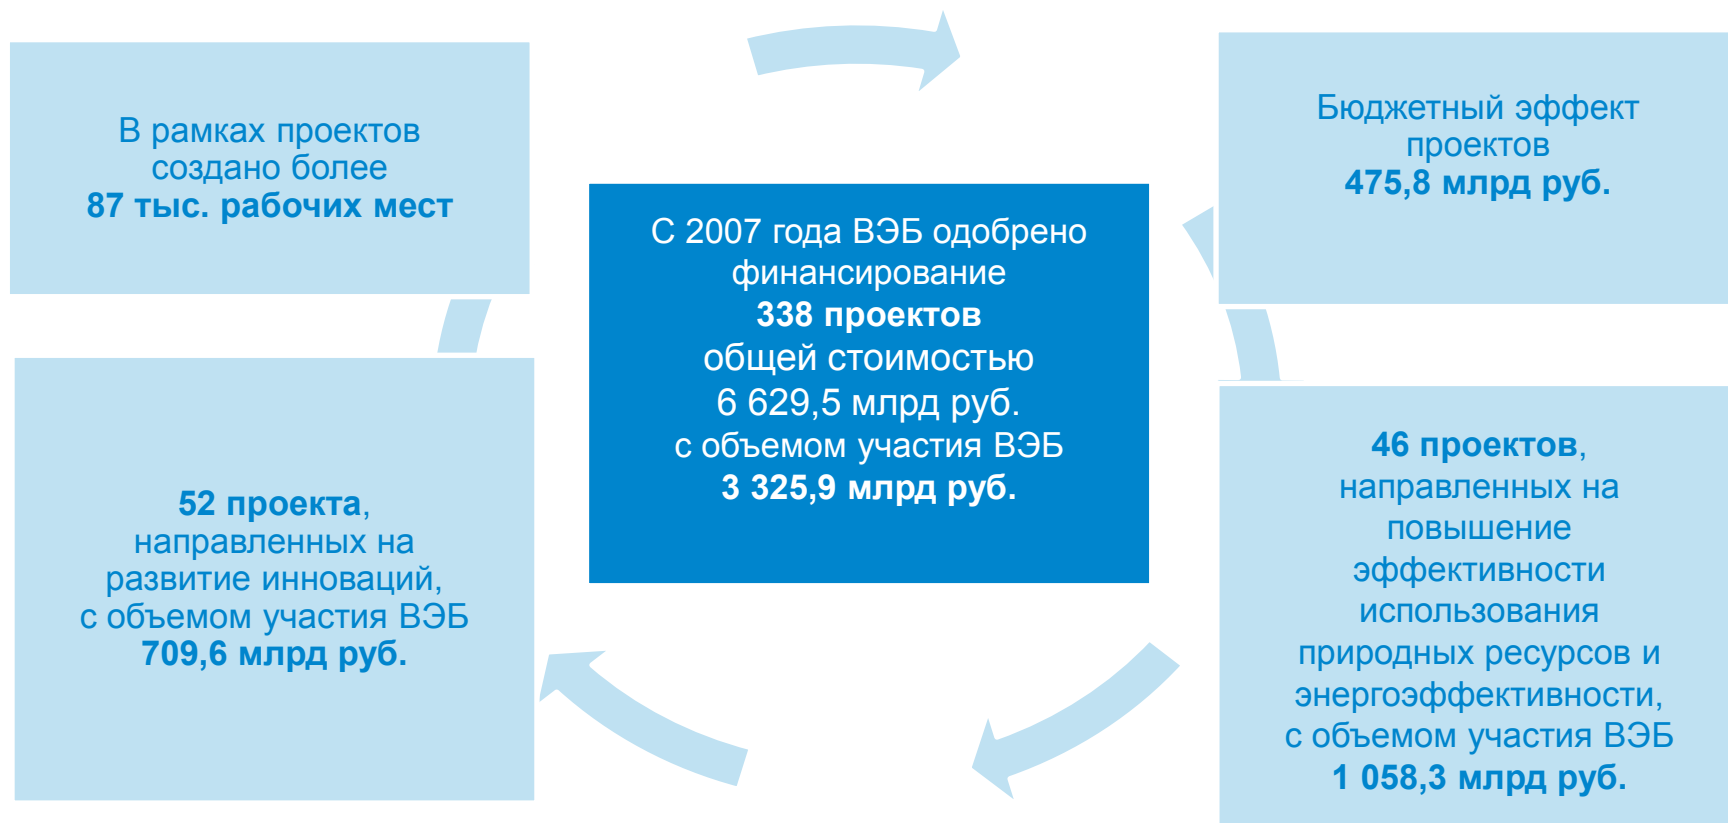 В рамках проектов
создано более
87 тыс. рабочих мест
Бюджетный эффект
проектов
475,8 млрд руб.
С 2007 года ВЭБ одобрено
финансирование
338 проектов
общей стоимостью
6 629,5 млрд руб.
с объемом участия ВЭБ
3 325,9 млрд руб.
52 проекта,
направленных на
развитие инноваций,
с объемом участия ВЭБ
709,6 млрд руб.
46 проектов,
направленных на
повышение
эффективности
использования
природных ресурсов и
энергоэффективности,
с объемом участия ВЭБ
1 058,3 млрд руб.